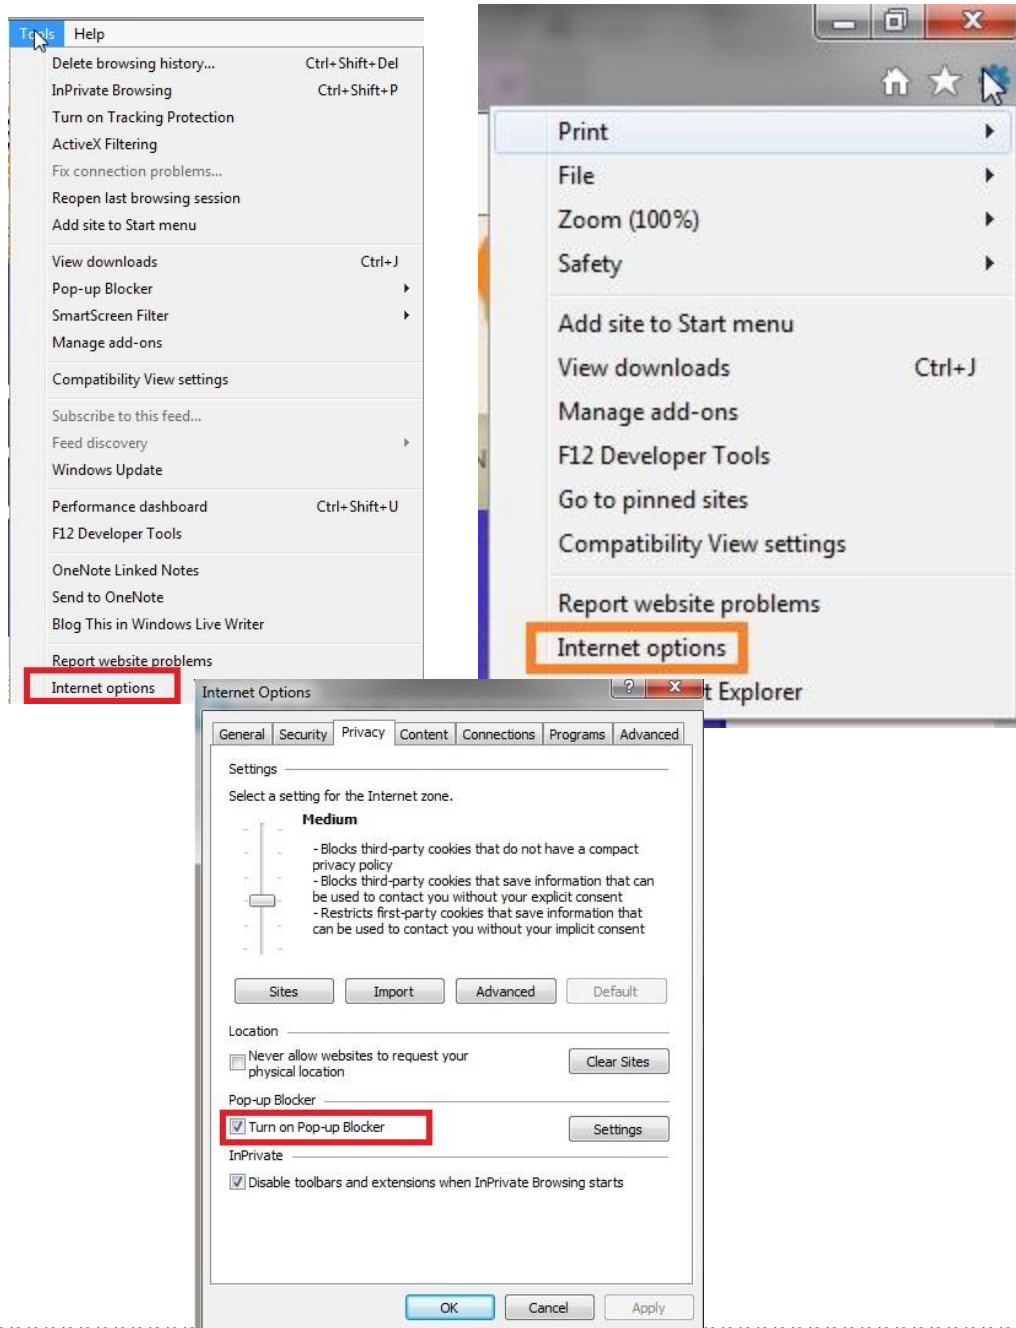 Tools Help
Delete browsing history... Ctrl+Shift+Del
InPrivate Browsing Ctrl+Shift+P
Turn on Tracking Protection
ActiveX Filtering
Fix connection problems...
Reopen last browsing session
Add site to Start menu
View downloads Ctrl+J
Pop-up Blocker
SmartScreen Filter
Manage add-ons
Compatibility View settings
Subscribe to this feed...
Feed discovery
Windows Update
Performance dashboard Ctrl+Shift+U
F12 Developer Tools
OneNote Linked Notes
Send to OneNote
Blog This in Windows Live Writer
Report website problems
Internet options
Print
File
Zoom (100%)
Safety
Add site to Start menu
View downloads Ctrl+J
Manage add-ons
F12 Developer Tools
Go to pinned sites
Compatibility View settings
Report website problems
Internet options
t Explorer
Internet Options
General Security Privacy Content Connections Programs Advanced
Settings
Select a setting for the Internet zone.
Medium
- Blocks third-party cookies that do not have a compact
privacy policy
- Blocks third-party cookies that save information that can
be used to contact you without your explicit consent
- Restricts first-party cookies that save information that
can be used to contact you without your implicit consent
Sites Import Advanced Default
Location
Never allow websites to request your
physical location
Clear Sites
Pop-up Blocker
Turn on Pop-up Blocker Settings
InPrivate
Disable toolbars and extensions when InPrivate Browsing starts
OK Cancel Apply